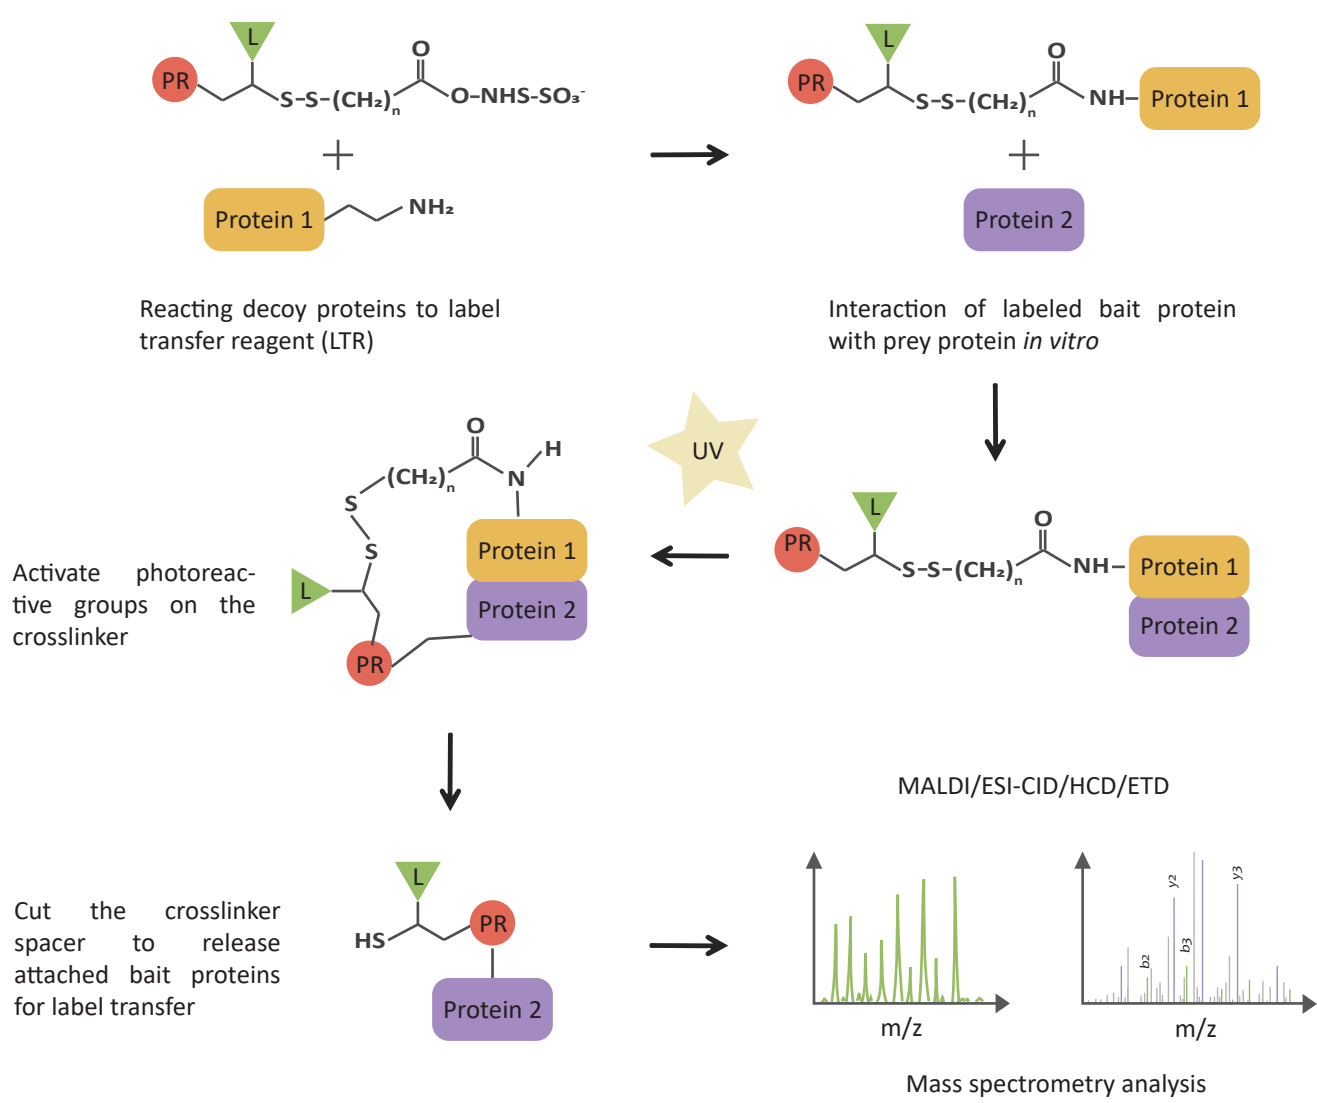 L
PR
S-S-(CH₂)n
O
O-NHS-SO₃⁻
Protein 1
NH₂
Reacting decoy proteins to label
transfer reagent (LTR)
L
PR
S-S-(CH₂)n
O
NH
Protein 1
Protein 2
Interaction of labeled bait protein
with prey protein in vitro
UV
L
PR
S-S-(CH₂)n
O
NH
Protein 1
Protein 2
O
H
(CH₂)n
N
S
S
L
PR
Protein 1
Protein 2
Activate photoreac-
tive groups on the
crosslinker
Cut the crosslinker
spacer to release
attached bait proteins
for label transfer
L
HS
PR
Protein 2
MALDI/ESI-CID/HCD/ETD
m/z
b2
y2
b3
y3
m/z
Mass spectrometry analysis